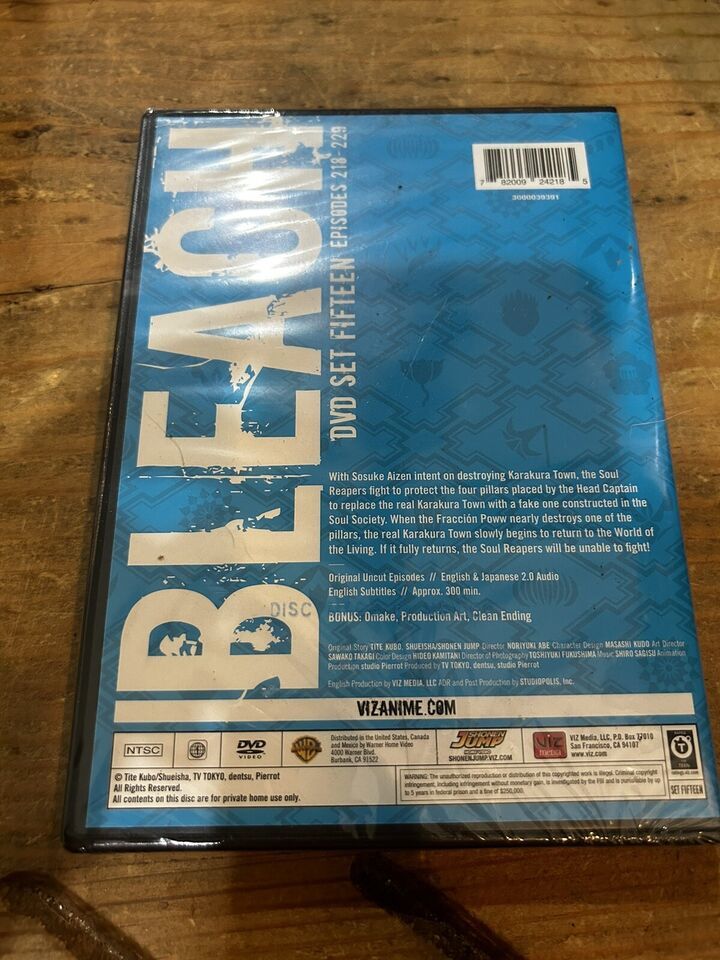 BLEACH
DVD SET FIFTEEN EPISODES 218-229
7 82009 24218 5
3000039391
With Sosuke Aizen intent on destroying Karakura Town, the Soul
Reapers fight to protect the four pillars placed by the Head Captain
to replace the real Karakura Town with a fake one constructed in the
Soul Society. When the Fracción Poww nearly destroys one of the
pillars, the real Karakura Town slowly begins to return to the World of
the Living. If it fully returns, the Soul Reapers will be unable to fight!
Original Uncut Episodes // English & Japanese 2.0 Audio
English Subtitles // Approx. 300 min.
DISC
BONUS: Omake, Production Art, Clean Ending
Original Story TITE KUBO, SHUEISHA/SHONEN JUMP Director NORIYUKI ABE Character Design MASASHI KUDO Art Director
SAWAKO TAKAGI Color Design HIDEO KAMITANI Director of Photography TOSHIYUKI FUKUSHIMA Music SHIRO SAGISU Animation
Production studio Pierrot Produced by TV TOKYO, dentsu, studio Pierrot
English Production by VIZ MEDIA, LLC ADR and Post Production by STUDIOPOLIS, Inc.
VIZANIME.COM
NTSC
DVD
VIDEO
WB
Distributed in the United States, Canada
and Mexico by Warner Home Video
4000 Warner Blvd.
Burbank, CA 91522
SHONEN
JUMP
HOME VIDEO
SHONENJUMP.VIZ.COM
VIZ
media
VIZ Media, LLC, P.O. Box 77010
San Francisco, CA 94107
www.viz.com
RATED
T
TEEN
ratings.viz.com
© Tite Kubo/Shueisha, TV TOKYO, dentsu, Pierrot
All Rights Reserved.
All contents on this disc are for private home use only.
WARNING: The unauthorized reproduction or distribution of this copyrighted work is illegal. Criminal copyright
infringement, including infringement without monetary gain, is investigated by the FBI and is punishable by up
to 5 years in federal prison and a fine of $250,000.
SET FIFTEEN